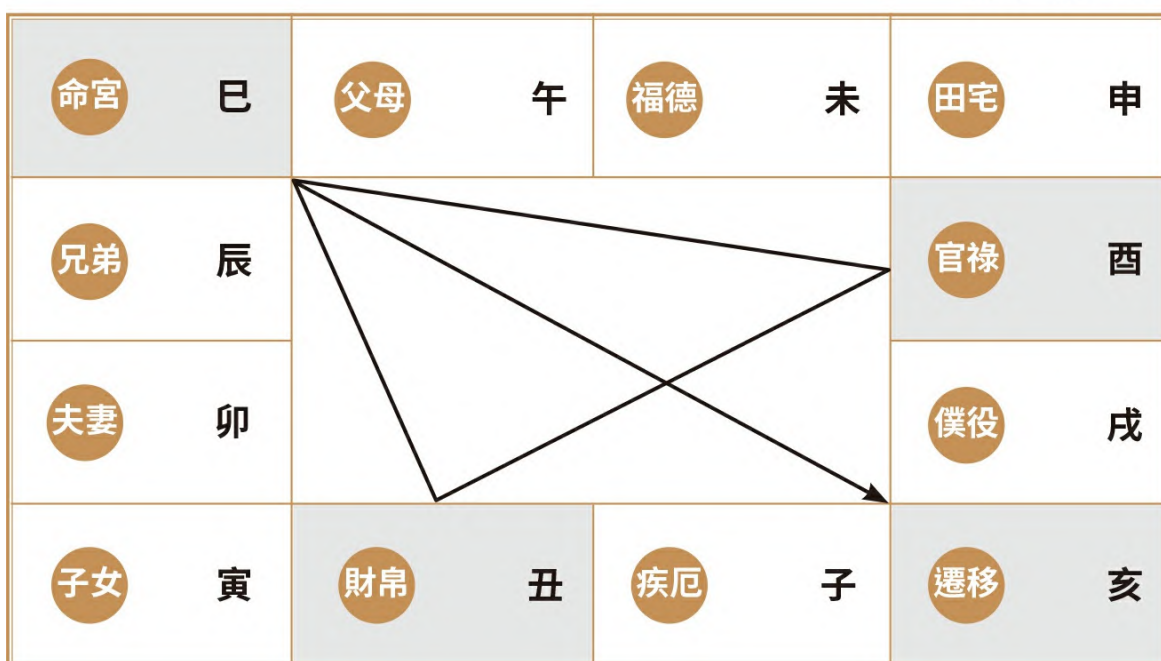 命宮 巳 父母 午 福德 未 田宅 申
兄弟 辰 官祿 酉
夫妻 卯 僕役 戌
子女 寅 財帛 丑 疾厄 子 遷移 亥